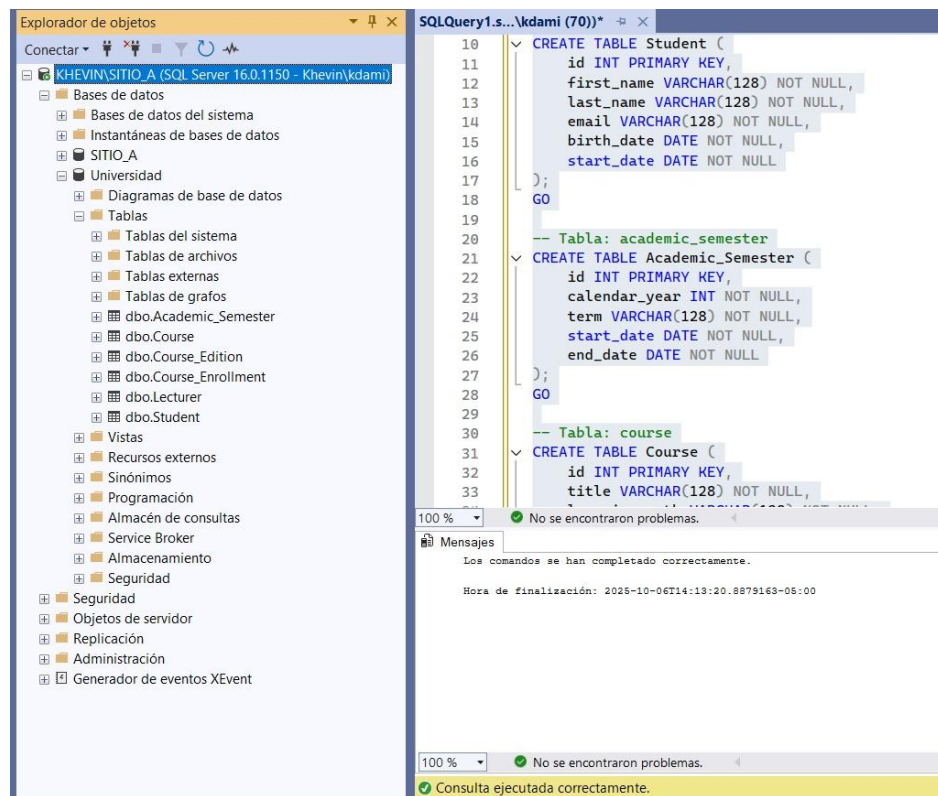 Explorador de objetos
Conectar
KHEVIN\SITIO_A (SQL Server 16.0.1150 - Khevin\kdami)
Bases de datos
Bases de datos del sistema
Instantáneas de bases de datos
SITIO_A
Universidad
Diagramas de base de datos
Tablas
Tablas del sistema
Tablas de archivos
Tablas externas
Tablas de grafos
dbo.Academic_Semester
dbo.Course
dbo.Course_Edition
dbo.Course_Enrollment
dbo.Lecturer
dbo.Student
Vistas
Recursos externos
Sinónimos
Programación
Almacén de consultas
Service Broker
Almacenamiento
Seguridad
Seguridad
Objetos de servidor
Replicación
Administración
Generador de eventos XEvent
SQLQuery1.s...\kdami (70))*
10 CREATE TABLE Student (
11 id INT PRIMARY KEY,
12 first_name VARCHAR(128) NOT NULL,
13 last_name VARCHAR(128) NOT NULL,
14 email VARCHAR(128) NOT NULL,
15 birth_date DATE NOT NULL,
16 start_date DATE NOT NULL
17 );
18 GO
19
20 -- Tabla: academic_semester
21 CREATE TABLE Academic_Semester (
22 id INT PRIMARY KEY,
23 calendar_year INT NOT NULL,
24 term VARCHAR(128) NOT NULL,
25 start_date DATE NOT NULL,
26 end_date DATE NOT NULL
27 );
28 GO
29
30 -- Tabla: course
31 CREATE TABLE Course (
32 id INT PRIMARY KEY,
33 title VARCHAR(128) NOT NULL,
100 % No se encontraron problemas.
Mensajes
Los comandos se han completado correctamente.
Hora de finalización: 2025-10-06T14:13:20.8879163-05:00
100 % No se encontraron problemas.
Consulta ejecutada correctamente.